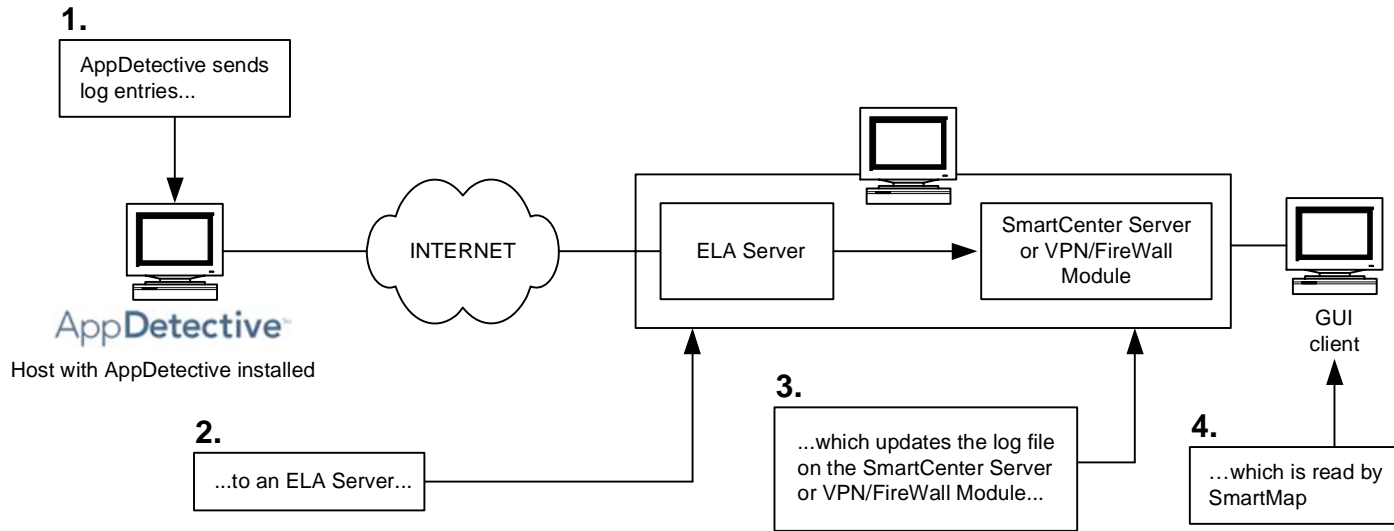 1.
AppDetective sends
log entries...
INTERNET
ELA Server
SmartCenter Server
or VPN/FireWall
Module
AppDetective™
Host with AppDetective installed
GUI
client
2.
...to an ELA Server...
3.
...which updates the log file
on the SmartCenter Server
or VPN/FireWall Module...
4.
...which is read by
SmartMap